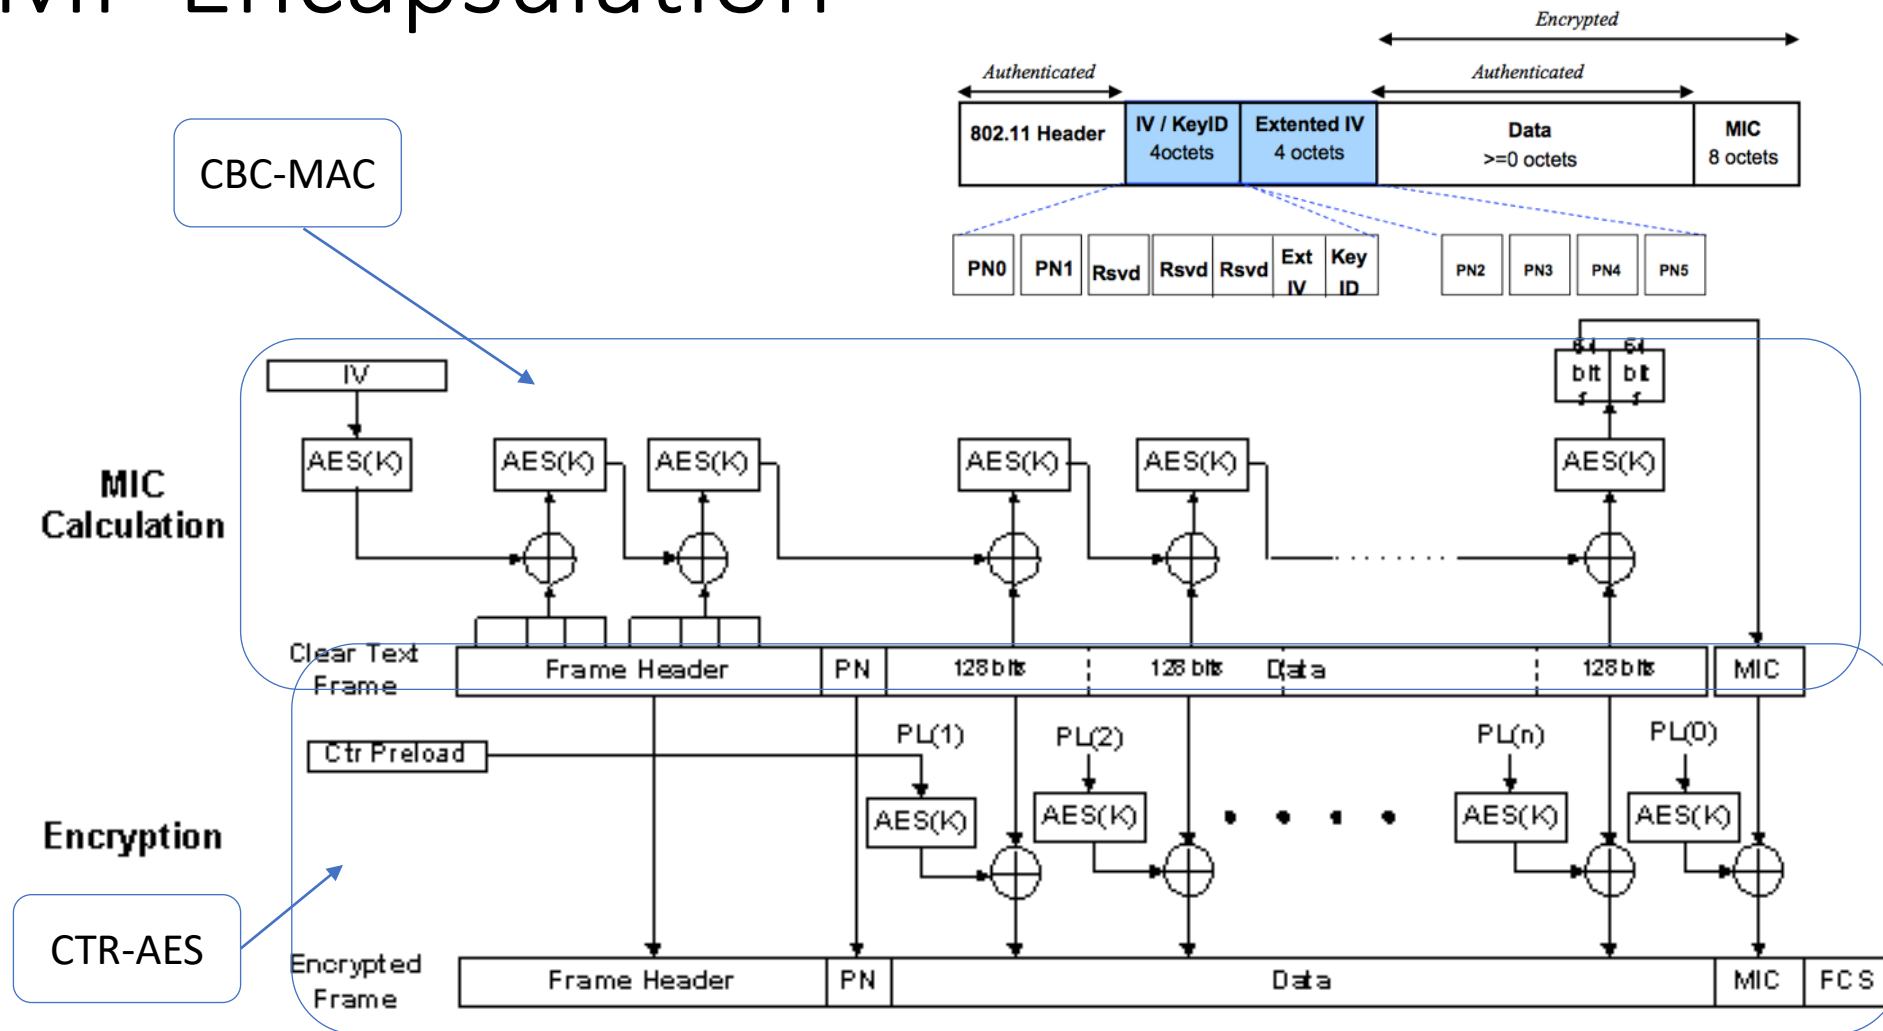 MP Encapsulation
Encrypted
Authenticated Authenticated
802.11 Header IV / KeyID Extented IV Data MIC
4octets 4 octets >=0 octets 8 octets
PN0 PN1 Rsvd Rsvd Rsvd Ext IV Key ID PN2 PN3 PN4 PN5
CBC-MAC
IV
64 bit 64 bit
AES(K) AES(K) AES(K) AES(K) AES(K) AES(K)
MIC
Calculation
Clear Text
Frame
Frame Header PN 128 bits 128 bits Data 128 bits MIC
PL(1) PL(2) PL(n) PL(0)
Ctr Preload
AES(K) AES(K) AES(K) AES(K)
Encryption
CTR-AES
Encrypted
Frame
Frame Header PN Data MIC FCS